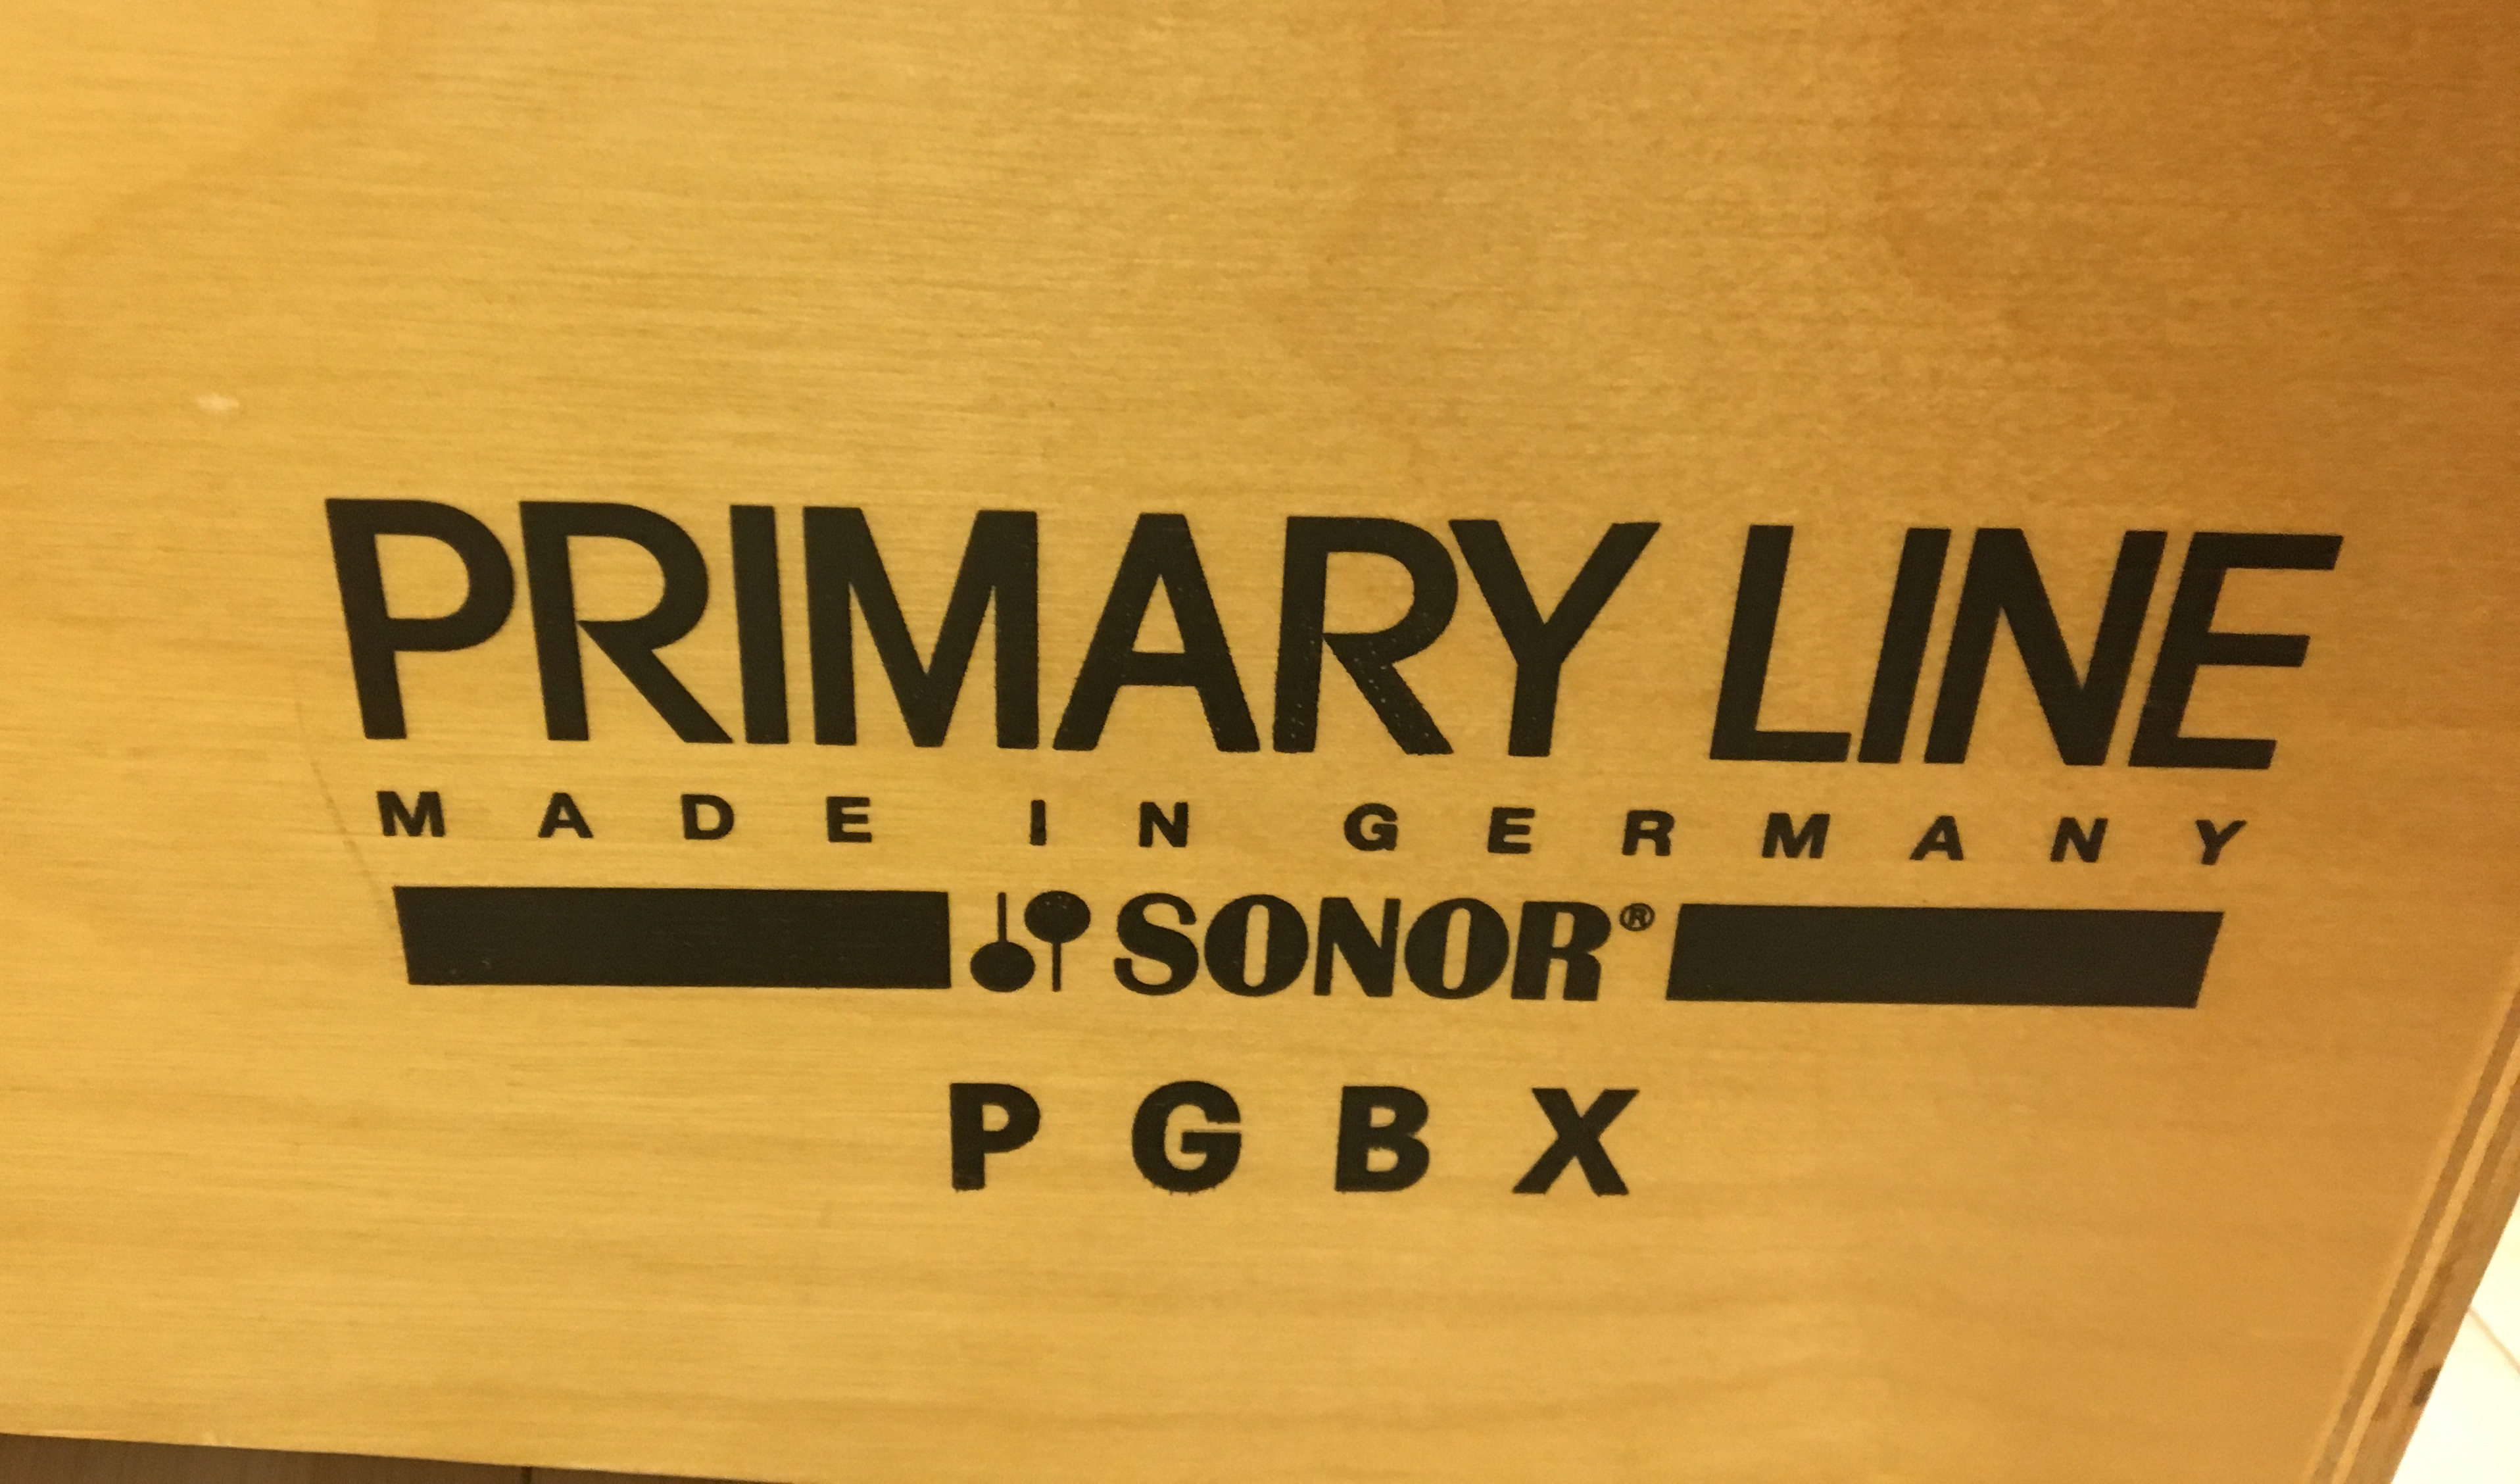 PRIMARY LINE
MADE IN GERMANY
SONOR®
PGBX